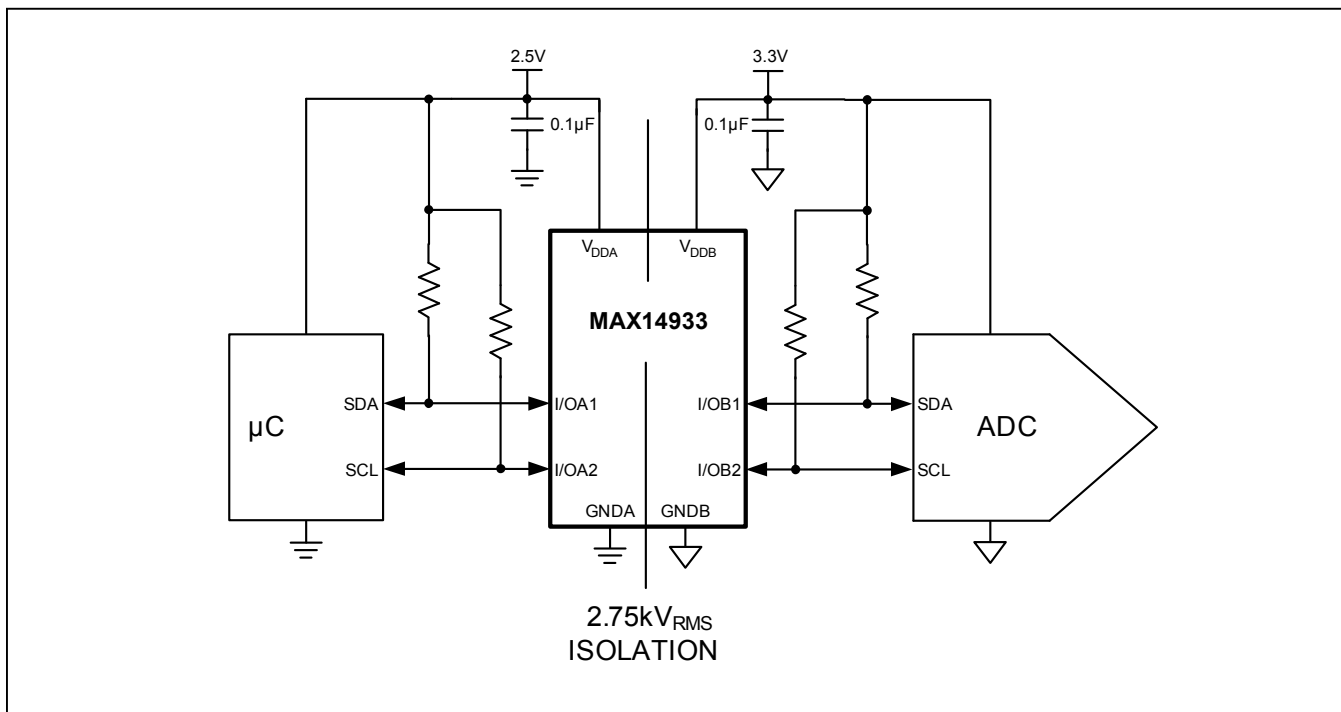 2.5V
3.3V
0.1µF
0.1µF
VDDA
VDDB
MAX14933
SDA
I/OA1
I/OB1
SDA
µC
ADC
SCL
I/OA2
I/OB2
SCL
GNDA
GNDB
2.75kVRMS
ISOLATION